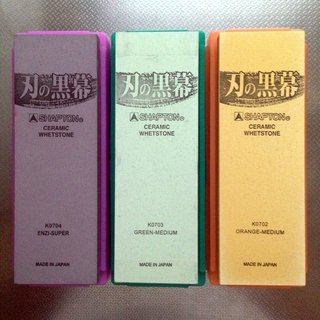 刃の黒幕
SHAPTON®
CERAMIC
WHETSTONE
K0704
ENZI-SUPER
MADE IN JAPAN
刃の黒幕
SHAPTON®
CERAMIC
WHETSTONE
K0703
GREEN-MEDIUM
MADE IN JAPAN
刃の黒幕
SHAPTON®
CERAMIC
WHETSTONE
K0702
ORANGE-MEDIUM
MADE IN JAPAN